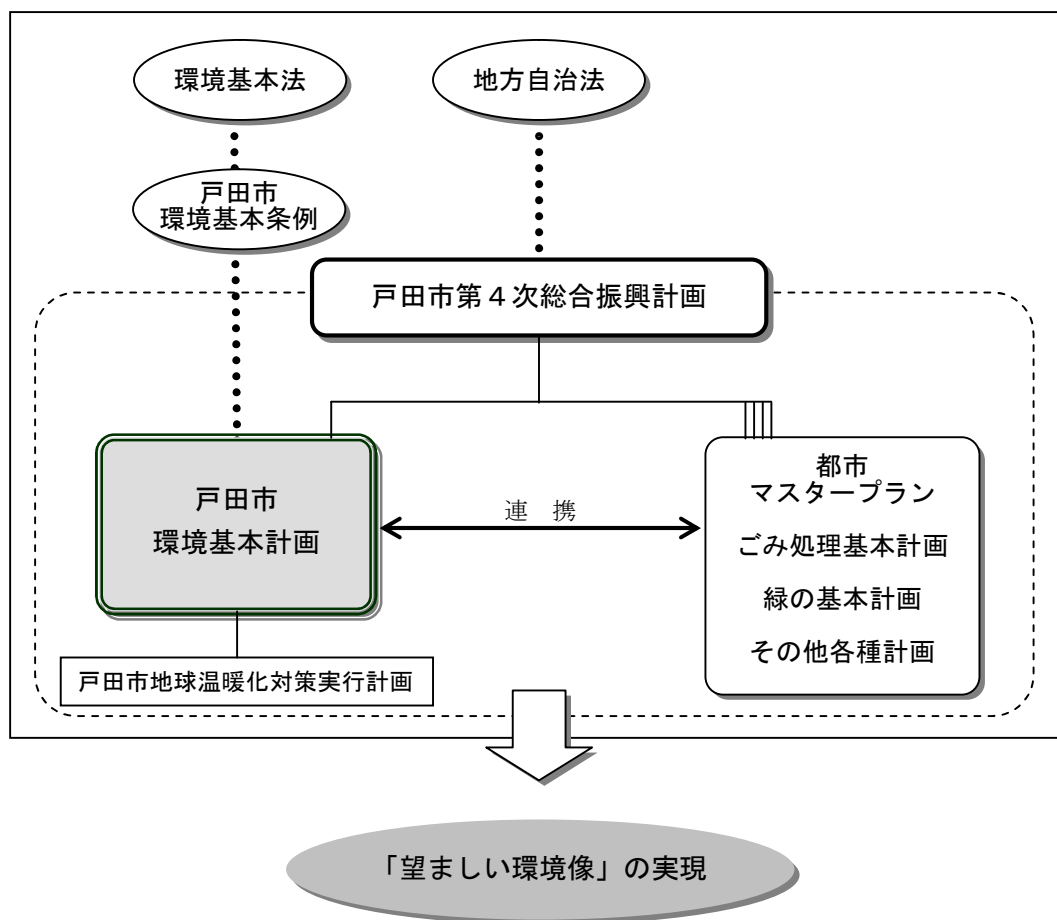 環境基本法
地方自治法
戸田市
環境基本条例
戸田市第４次総合振興計画
戸田市
環境基本計画
連　携
都市
マスタープラン
ごみ処理基本計画
緑の基本計画
その他各種計画
戸田市地球温暖化対策実行計画
「望ましい環境像」の実現